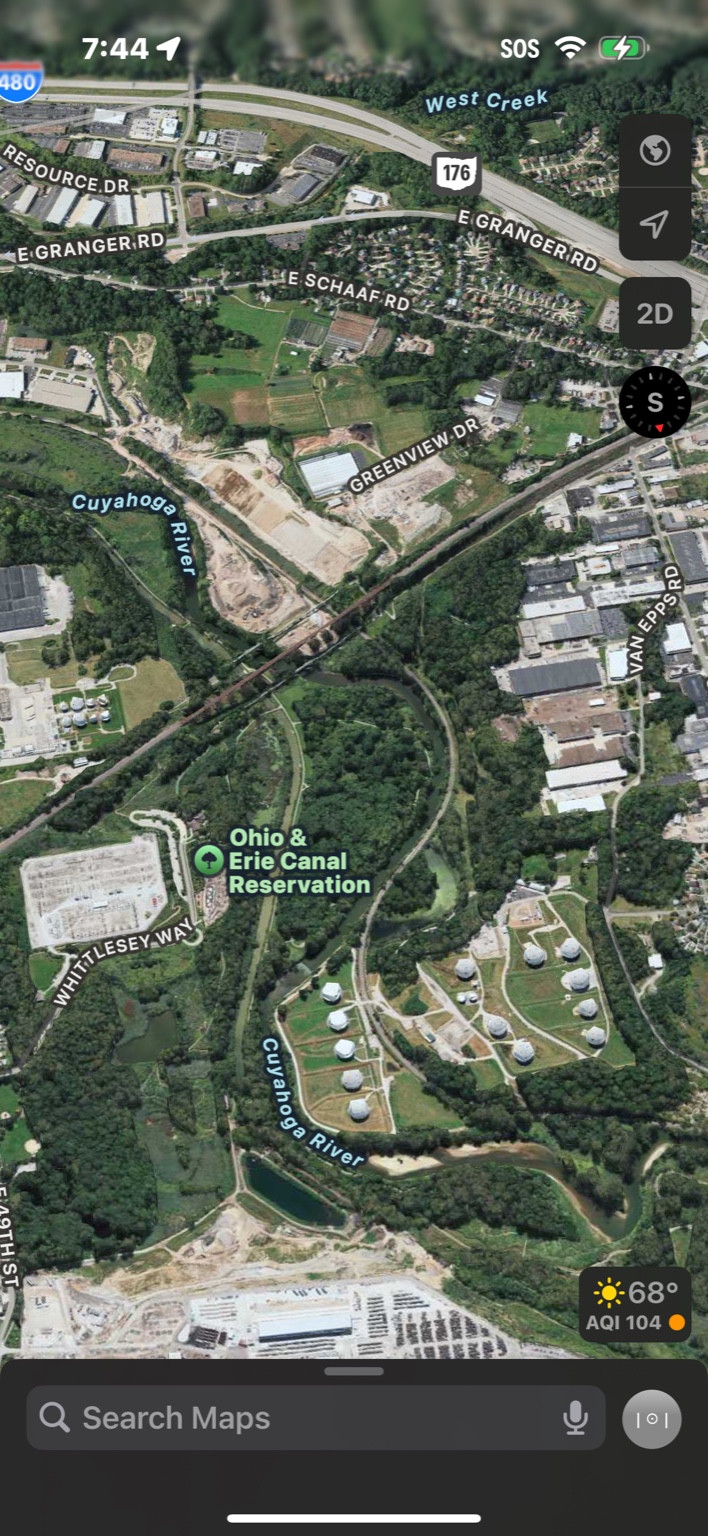 7:44
SOS
480
West Creek
176
RESOURCE DR
E GRANGER RD
E GRANGER RD
E SCHAAF RD
2D
S
GREENVIEW DR
Cuyahoga River
VAN EPPS RD
Ohio &
Erie Canal
Reservation
WHITTLESEY WAY
Cuyahoga River
E 49TH ST
68°
AQI 104
Search Maps